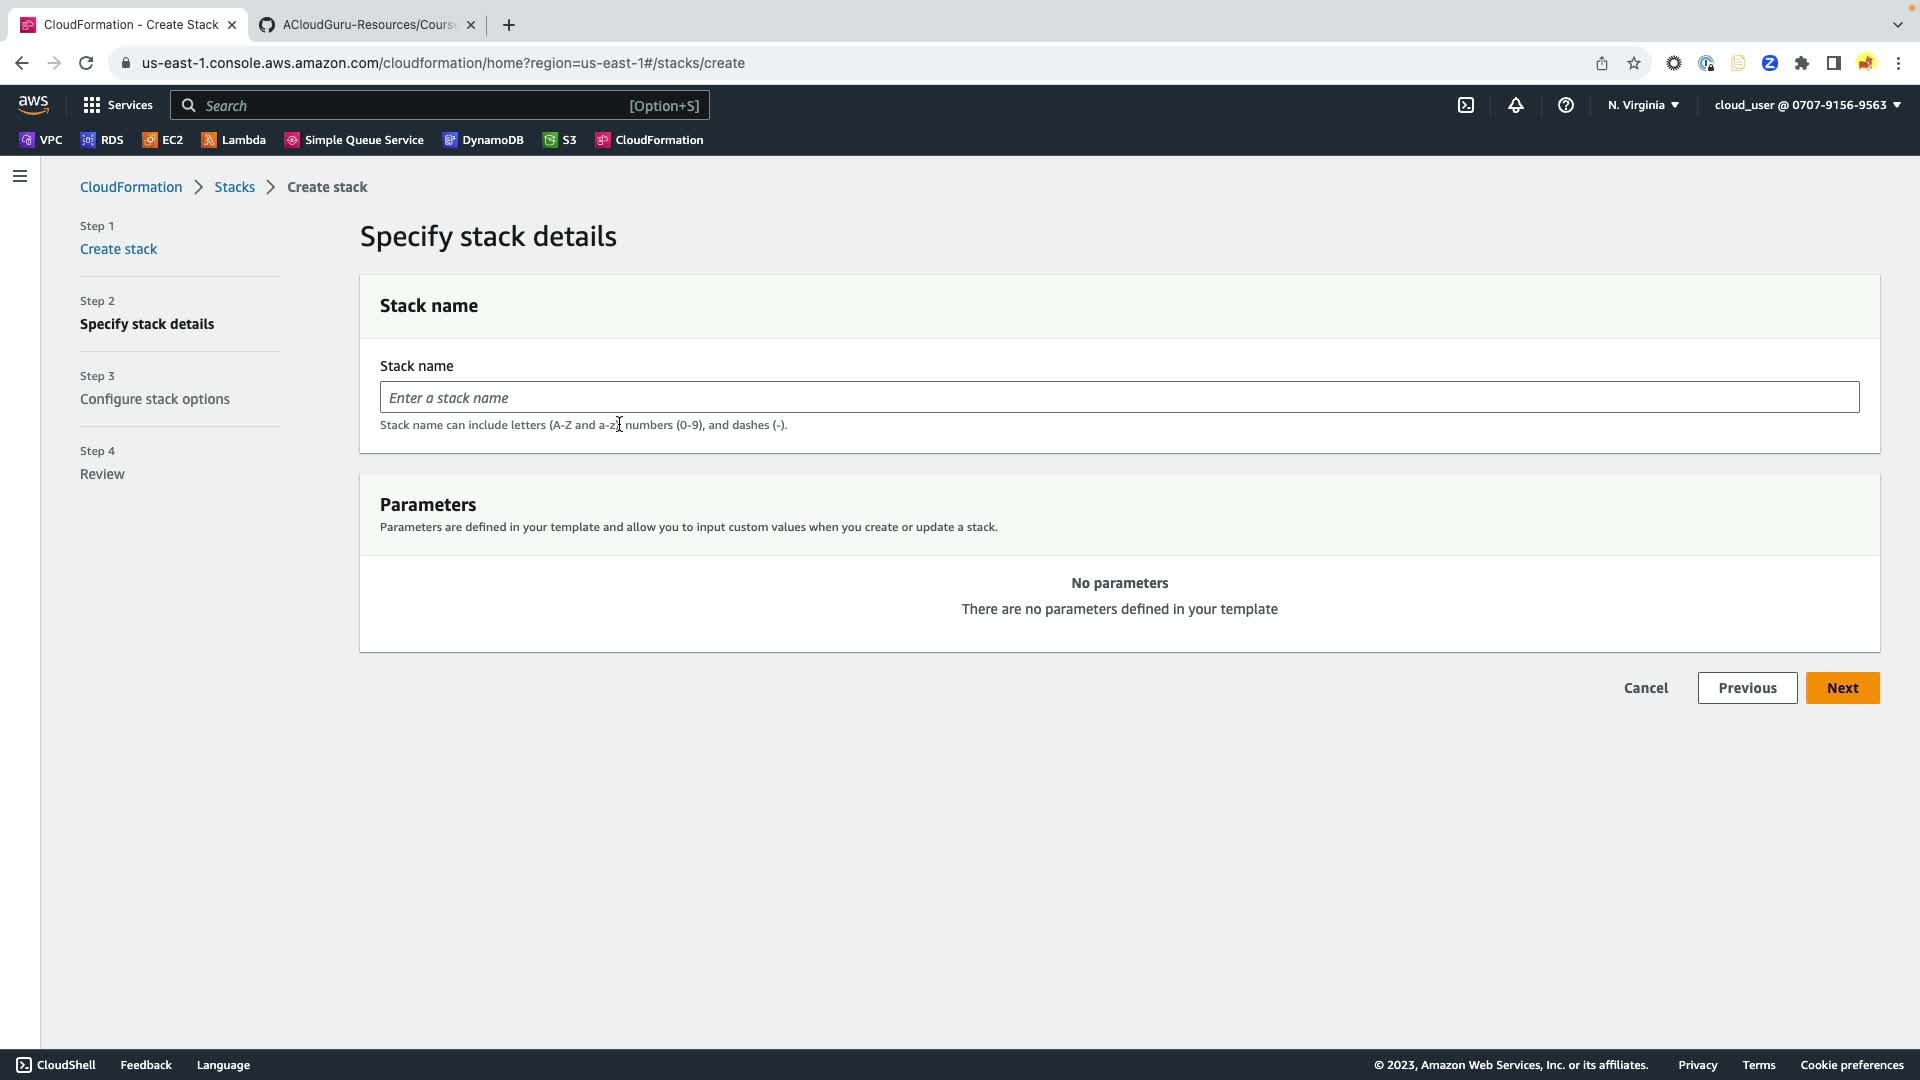 CloudFormation - Create Stack
ACloudGuru-Resources/Cours
us-east-1.console.aws.amazon.com/cloudformation/home?region=us-east-1#/stacks/create
aws
Services
Search
[Option+S]
N. Virginia
cloud_user @ 0707-9156-9563
VPC
RDS
EC2
Lambda
Simple Queue Service
DynamoDB
S3
CloudFormation
CloudFormation
Stacks
Create stack
Step 1
Create stack
Step 2
Specify stack details
Step 3
Configure stack options
Step 4
Review
Specify stack details
Stack name
Stack name
Enter a stack name
Stack name can include letters (A-Z and a-z), numbers (0-9), and dashes (-).
Parameters
Parameters are defined in your template and allow you to input custom values when you create or update a stack.
No parameters
There are no parameters defined in your template
Cancel
Previous
Next
CloudShell
Feedback
Language
© 2023, Amazon Web Services, Inc. or its affiliates.
Privacy
Terms
Cookie preferences